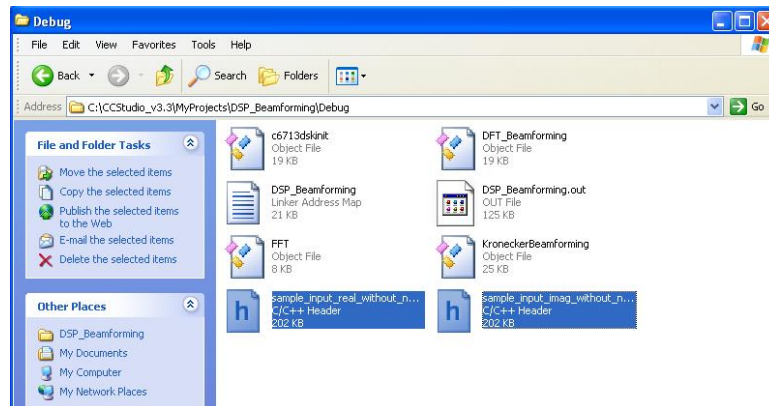 Debug
File Edit View Favorites Tools Help
Back Search Folders
Address C:\CCStudio_v3.3\MyProjects\DSP_Beamforming\Debug Go
File and Folder Tasks
Move the selected items
Copy the selected items
Publish the selected items
to the Web
E-mail the selected items
Delete the selected items
Other Places
DSP_Beamforming
My Documents
My Computer
My Network Places
c6713dskinit
Object File
19 KB
DFT_Beamforming
Object File
19 KB
DSP_Beamforming
Linker Address Map
21 KB
DSP_Beamforming.out
OUT File
125 KB
FFT
Object File
8 KB
KroneckerBeamforming
Object File
25 KB
h
sample_input_real_without_n...
C/C++ Header
202 KB
h
sample_input_imag_without_n...
C/C++ Header
202 KB